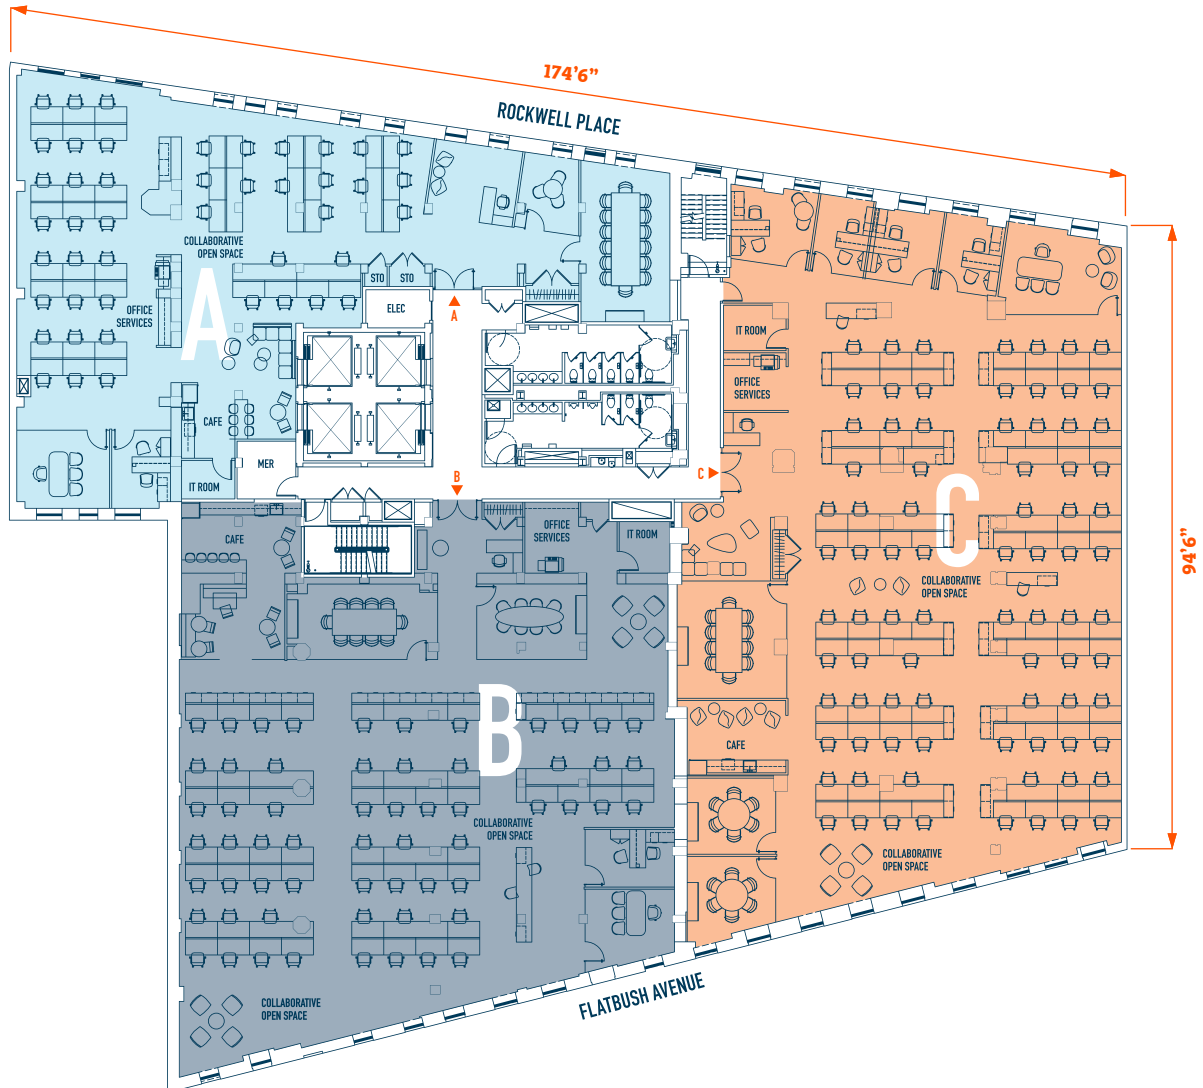 174'6"
ROCKWELL PLACE
COLLABORATIVE
OPEN SPACE
STO
STO
ELEC
A
A
OFFICE
SERVICES
IT ROOM
OFFICE
SERVICES
CAFE
MER
IT ROOM
B
C
C
94'6"
CAFE
OFFICE
SERVICES
IT ROOM
COLLABORATIVE
OPEN SPACE
B
CAFE
COLLABORATIVE
OPEN SPACE
COLLABORATIVE
OPEN SPACE
COLLABORATIVE
OPEN SPACE
FLATBUSH AVENUE